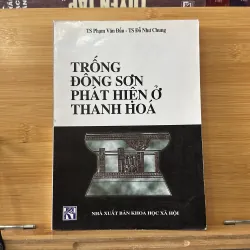 TS Phạm Văn Đấu - TS Đỗ Như Chung
TRỐNG
ĐÔNG SƠN
PHÁT HIỆN Ở
THANH HOÁ
NHÀ XUẤT BẢN KHOA HỌC XÃ HỘI